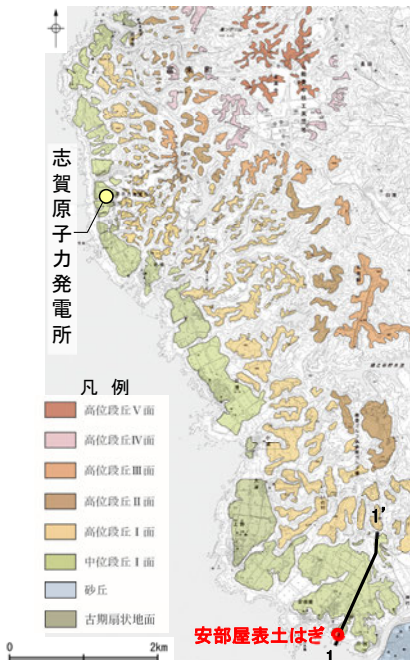 志賀原子力発電所
凡 例
高位段丘Ⅴ面
高位段丘Ⅳ面
高位段丘Ⅲ面
高位段丘Ⅱ面
高位段丘Ⅰ面
中位段丘Ⅰ面
砂丘
古期扇状地面
1'
安部屋表土はぎ
1
0 2km